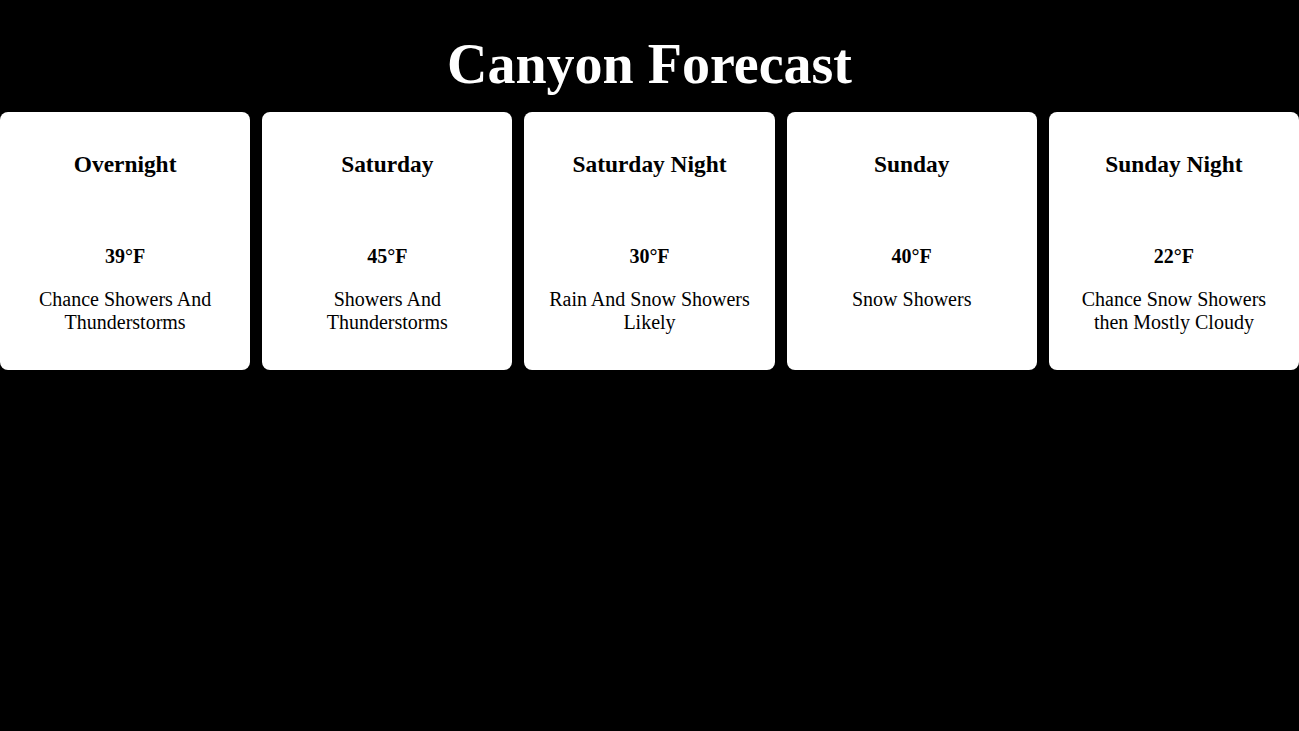 Canyon Forecast
Overnight
39°F
Chance Showers And
Thunderstorms
Saturday
45°F
Showers And
Thunderstorms
Saturday Night
30°F
Rain And Snow Showers
Likely
Sunday
40°F
Snow Showers
Sunday Night
22°F
Chance Snow Showers
then Mostly Cloudy